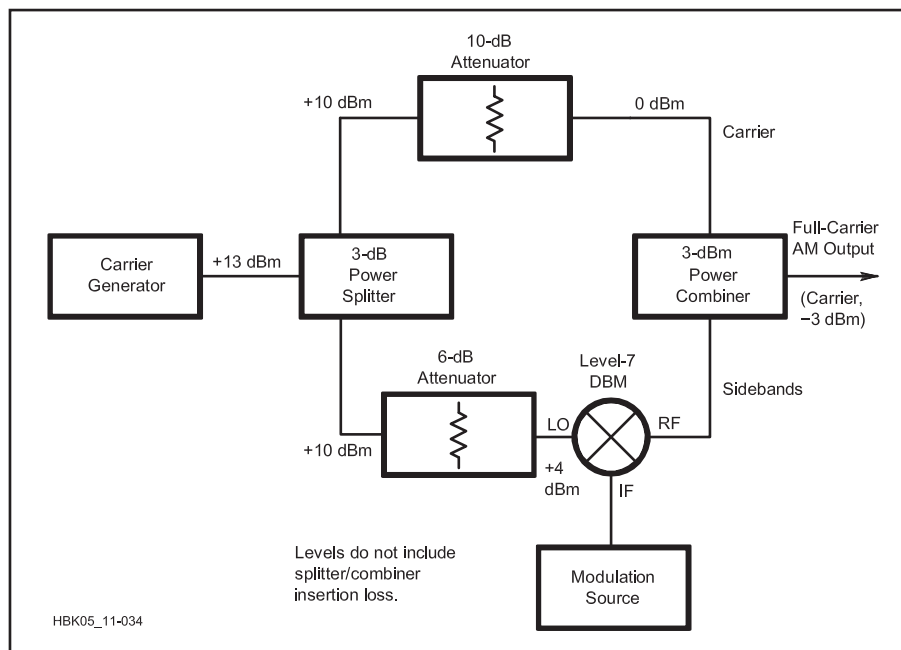 10-dB
Attenuator
+10 dBm
0 dBm
Carrier
Carrier
Generator
+13 dBm
3-dB
Power
Splitter
3-dBm
Power
Combiner
Full-Carrier
AM Output
(Carrier,
−3 dBm)
6-dB
Attenuator
Level-7
DBM
Sidebands
+10 dBm
LO
RF
+4
dBm
IF
Levels do not include
splitter/combiner
insertion loss.
Modulation
Source
HBK05_11-034